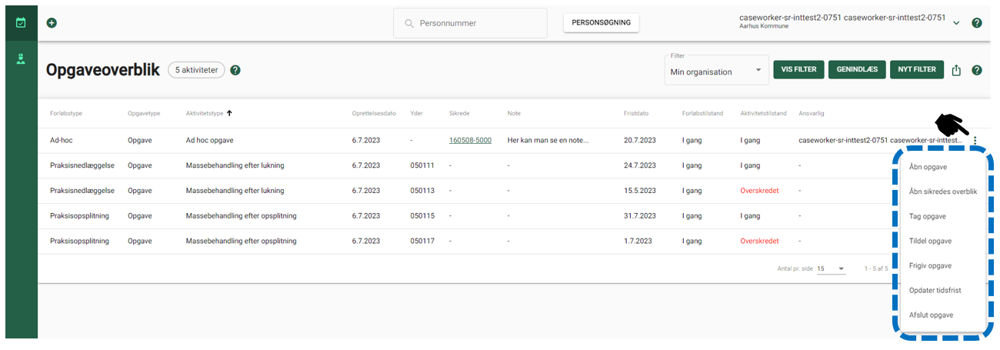 Personnummer
PERSONSØGNING
caseworker-sr-inttest2-0751 caseworker-sr-inttest2-0751
Aarhus Kommune
Opgaveoverblik
5 aktiviteter
Filter
Min organisation
VIS FILTER
GENINDLÆS
NYT FILTER
Forløbstype Opgavetype Aktivitetstype Oprettelsesdato Yder Sikrede Note Fristdato Forløbstilstand Aktivitetstilstand Ansvarlig
Ad-hoc Opgave Ad hoc opgave 6.7.2023 - 160508-5000 Her kan man se en note... 20.7.2023 I gang I gang caseworker-sr-inttest2-0751 caseworker-sr-inttest...
Praksisnedlæggelse Opgave Massebehandling efter lukning 6.7.2023 050111 - - 24.7.2023 I gang I gang -
Praksisnedlæggelse Opgave Massebehandling efter lukning 6.7.2023 050113 - - 15.5.2023 I gang Overskredet -
Praksisopsplitning Opgave Massebehandling efter opsplitning 6.7.2023 050115 - - 31.7.2023 I gang I gang -
Praksisopsplitning Opgave Massebehandling efter opsplitning 6.7.2023 050117 - - 1.7.2023 I gang Overskredet -
Antal pr. side 15 1 - 5 af 5
Åbn opgave
Åbn sikredes overblik
Tag opgave
Tildel opgave
Frigiv opgave
Opdater tidsfrist
Afslut opgave